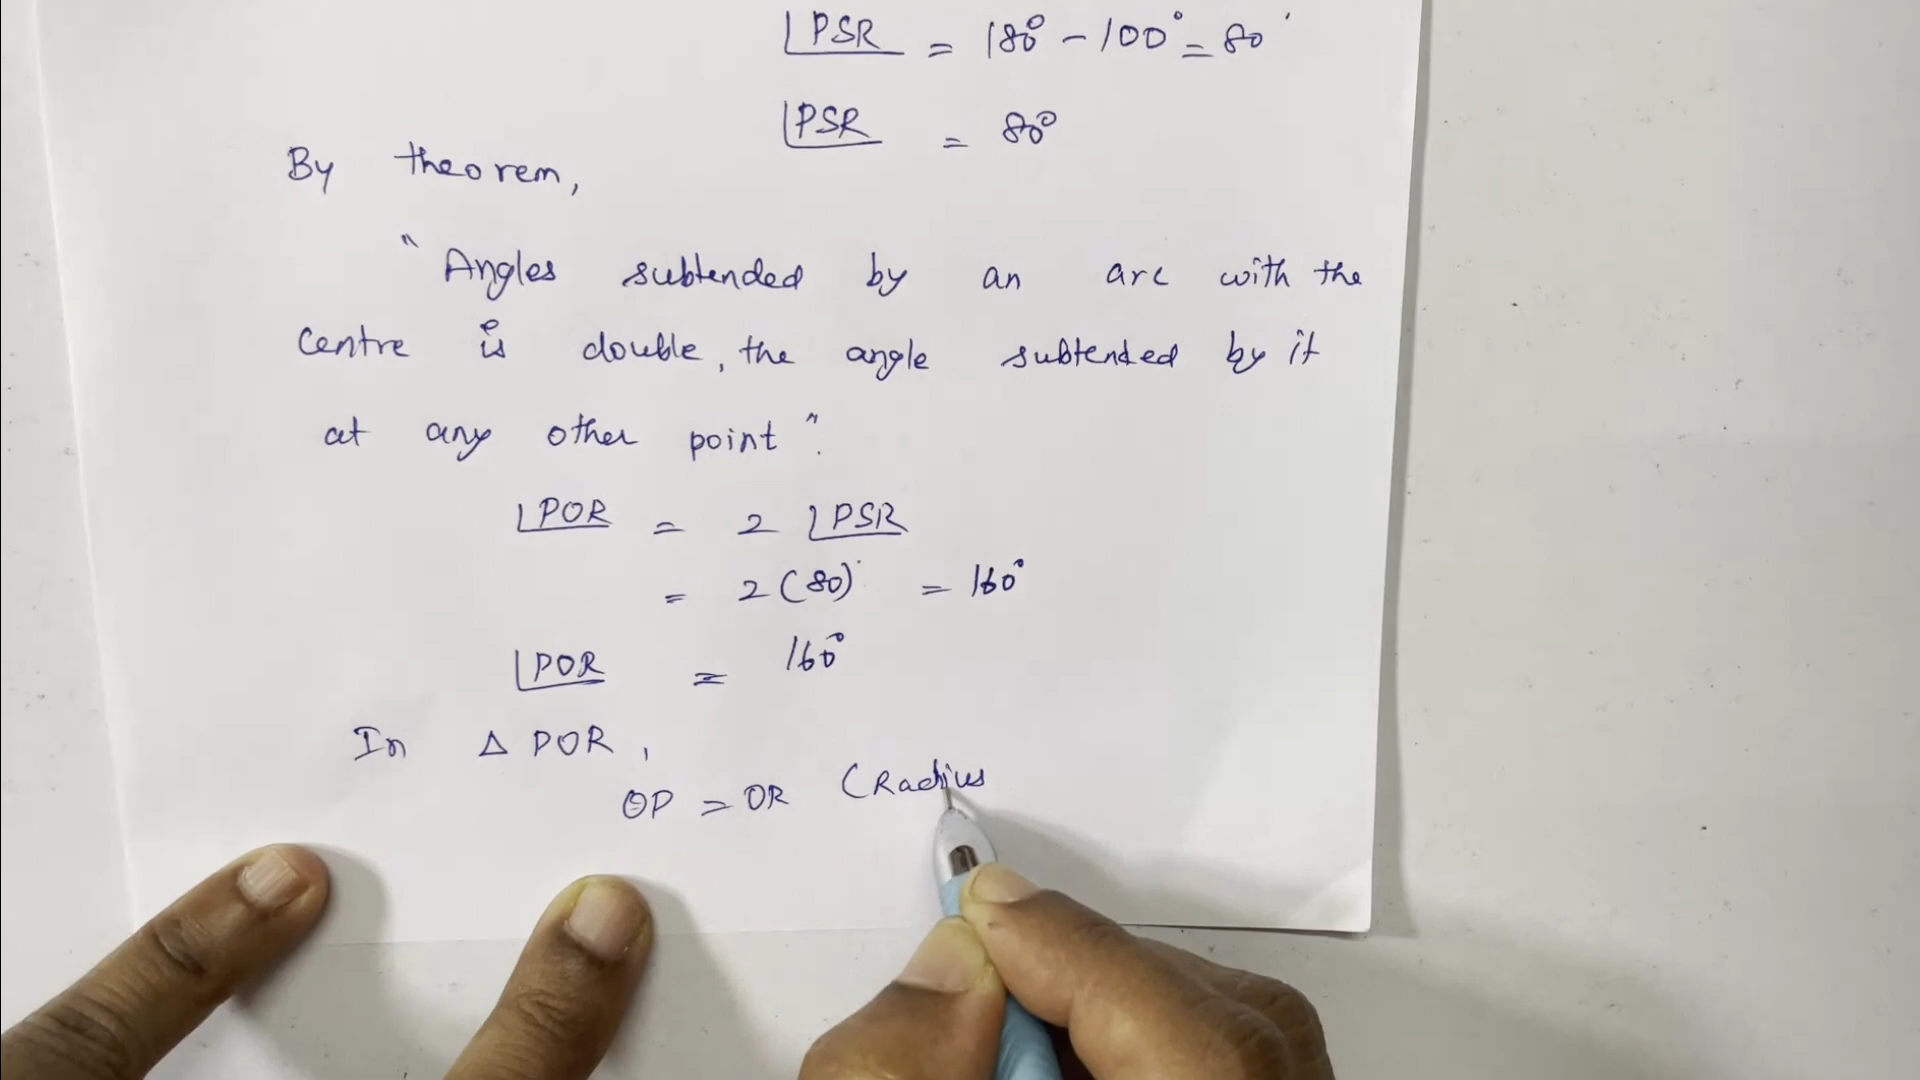 ∠PSR = 180° - 100° = 80°
∠PSR = 80°
By theorem,
"Angles subtended by an arc with the
centre is double, the angle subtended by it
at any other point".
∠POR = 2 ∠PSR
= 2(80) = 160°
∠POR = 160°
In Δ POR,
OP = OR (Radius